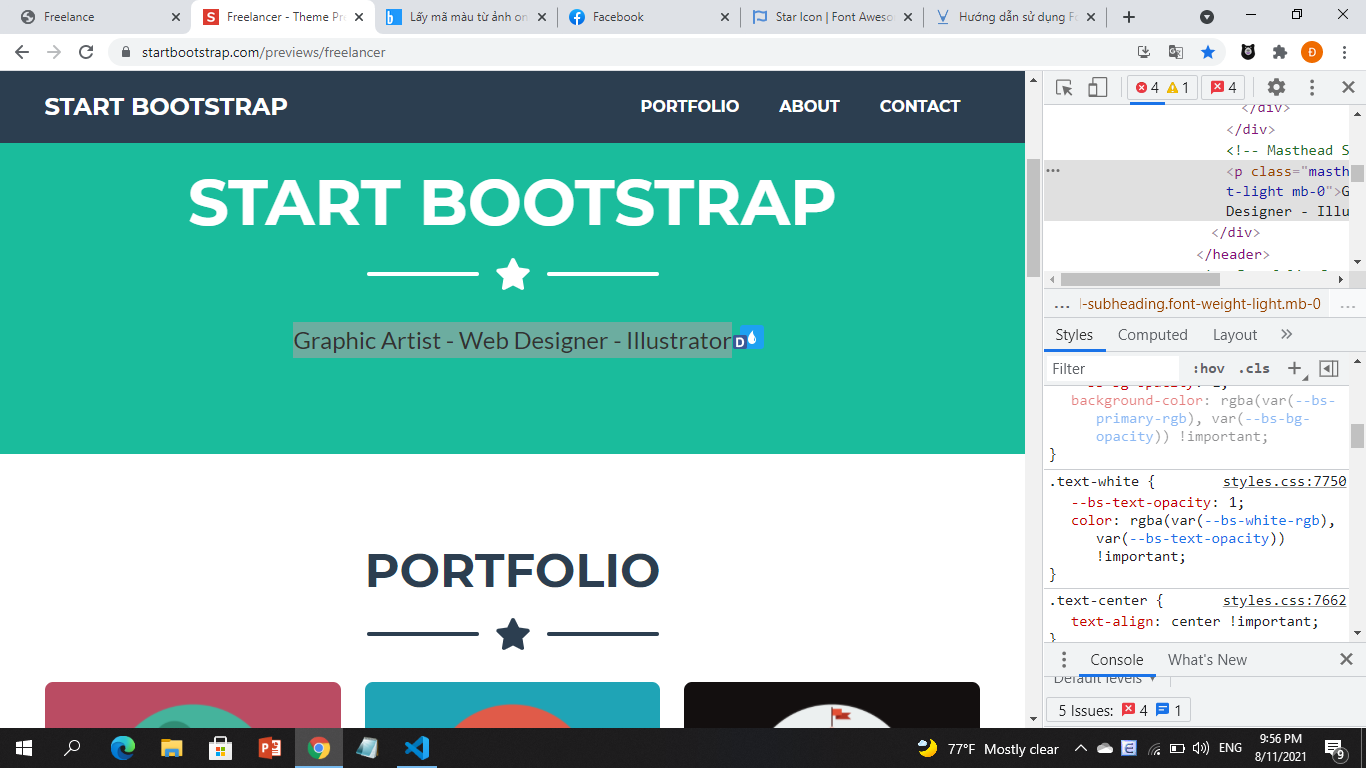 Freelance
Freelancer - Theme Pre
Lấy mã màu từ ảnh on
Facebook
Star Icon | Font Aweso
Hướng dẫn sử dụng Fo
startbootstrap.com/previews/freelancer
Đ
START BOOTSTRAP
PORTFOLIO
ABOUT
CONTACT
START BOOTSTRAP
Graphic Artist - Web Designer - Illustrator
D
PORTFOLIO
4
1
4
</div>
</div>
<!-- Masthead S
<p class="masth
t-light mb-0">G
Designer - Illu
</div>
</header>
... l-subheading.font-weight-light.mb-0 ...
Styles
Computed
Layout
Filter
:hov
.cls
background-color: rgba(var(--bs-
primary-rgb), var(--bs-bg-
opacity)) !important;
}
.text-white {
styles.css:7750
--bs-text-opacity: 1;
color: rgba(var(--bs-white-rgb),
var(--bs-text-opacity))
!important;
}
.text-center {
styles.css:7662
text-align: center !important;
}
Console
What's New
Default levels
5 Issues:
4
1
77°F Mostly clear
ENG
9:56 PM
8/11/2021
9